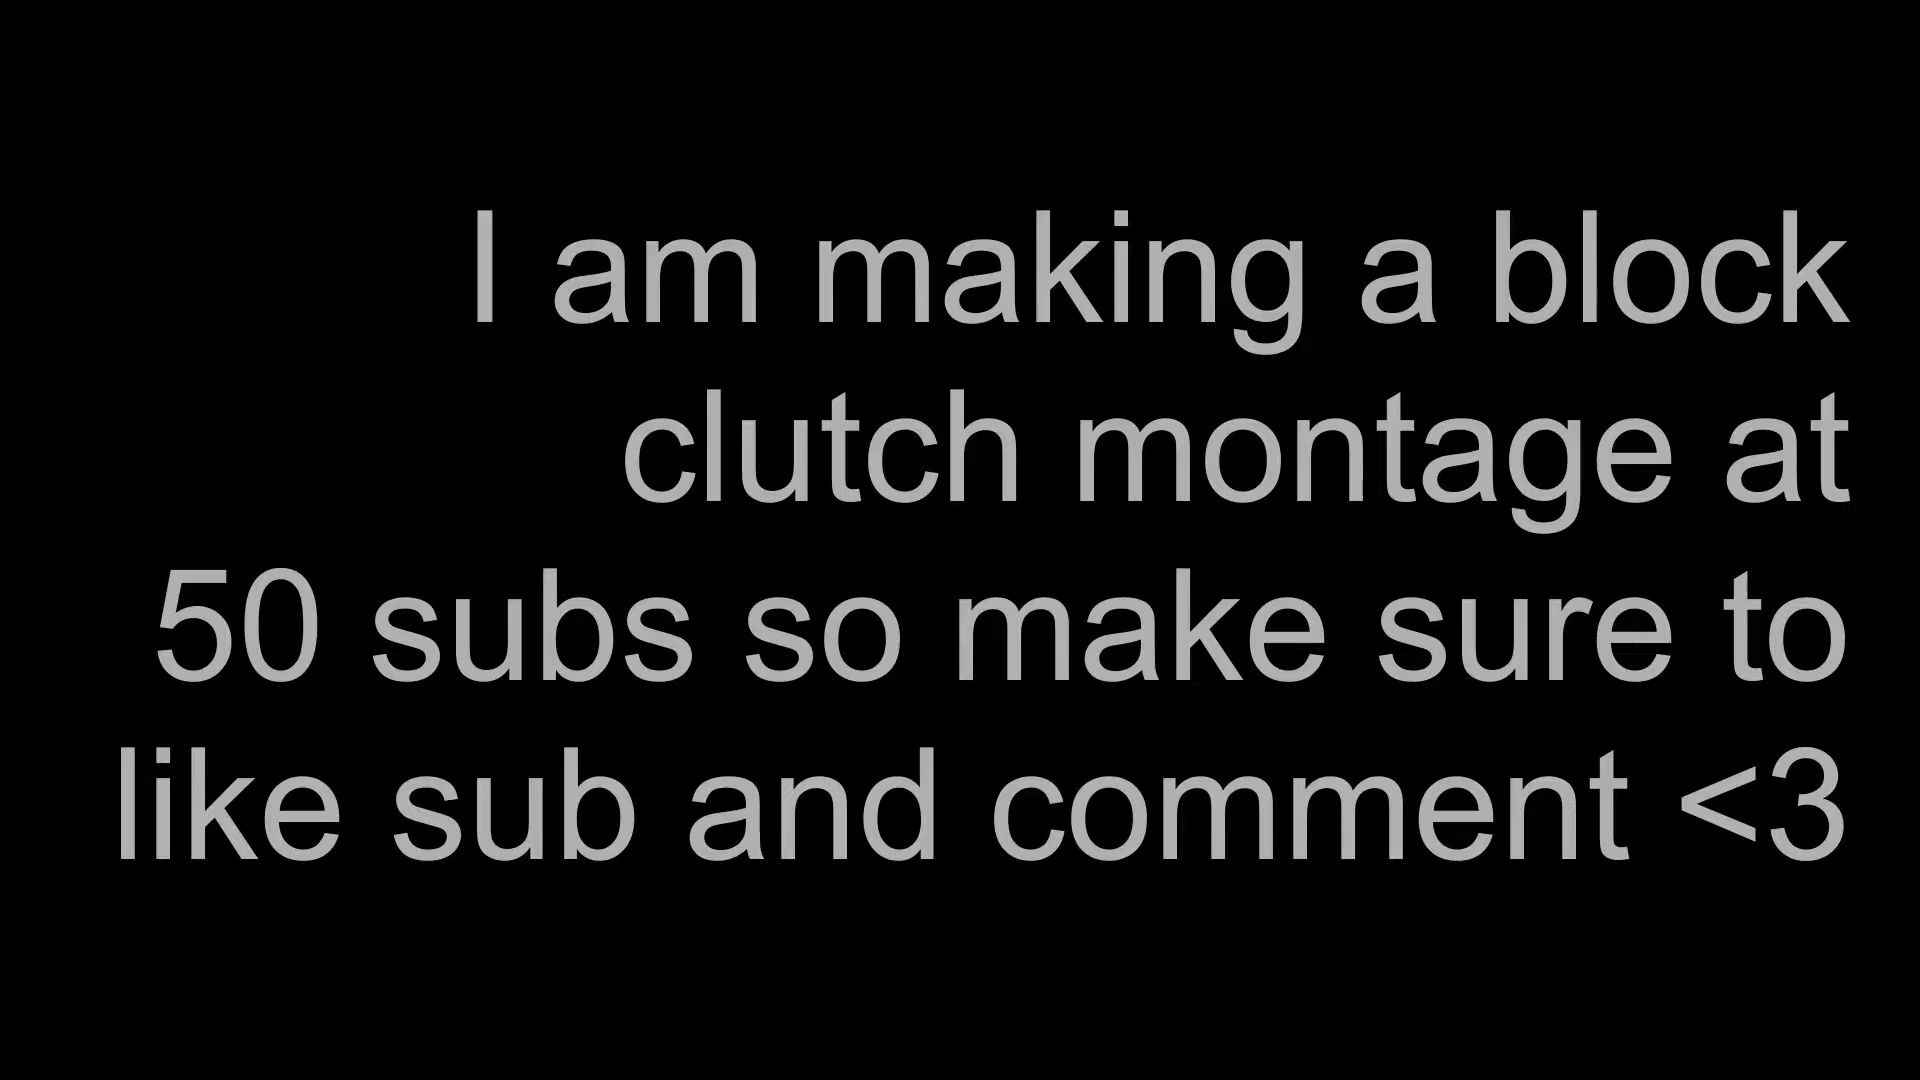 I am making a block
clutch montage at
50 subs so make sure to
like sub and comment <3